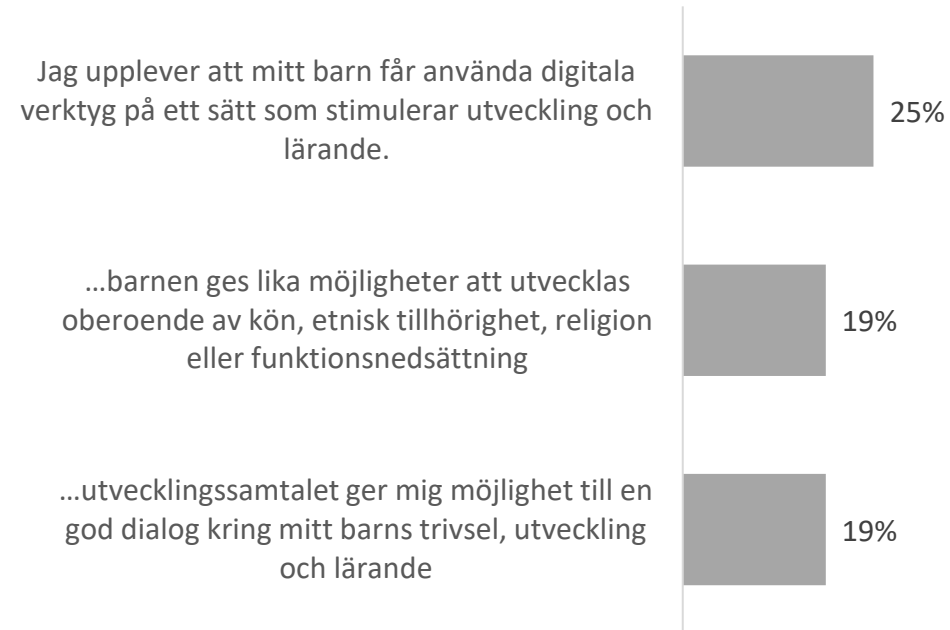 Jag upplever att mitt barn får använda digitala
verktyg på ett sätt som stimulerar utveckling och
lärande.
25%
…barnen ges lika möjligheter att utvecklas
oberoende av kön, etnisk tillhörighet, religion
eller funktionsnedsättning
19%
…utvecklingssamtalet ger mig möjlighet till en
god dialog kring mitt barns trivsel, utveckling
och lärande
19%